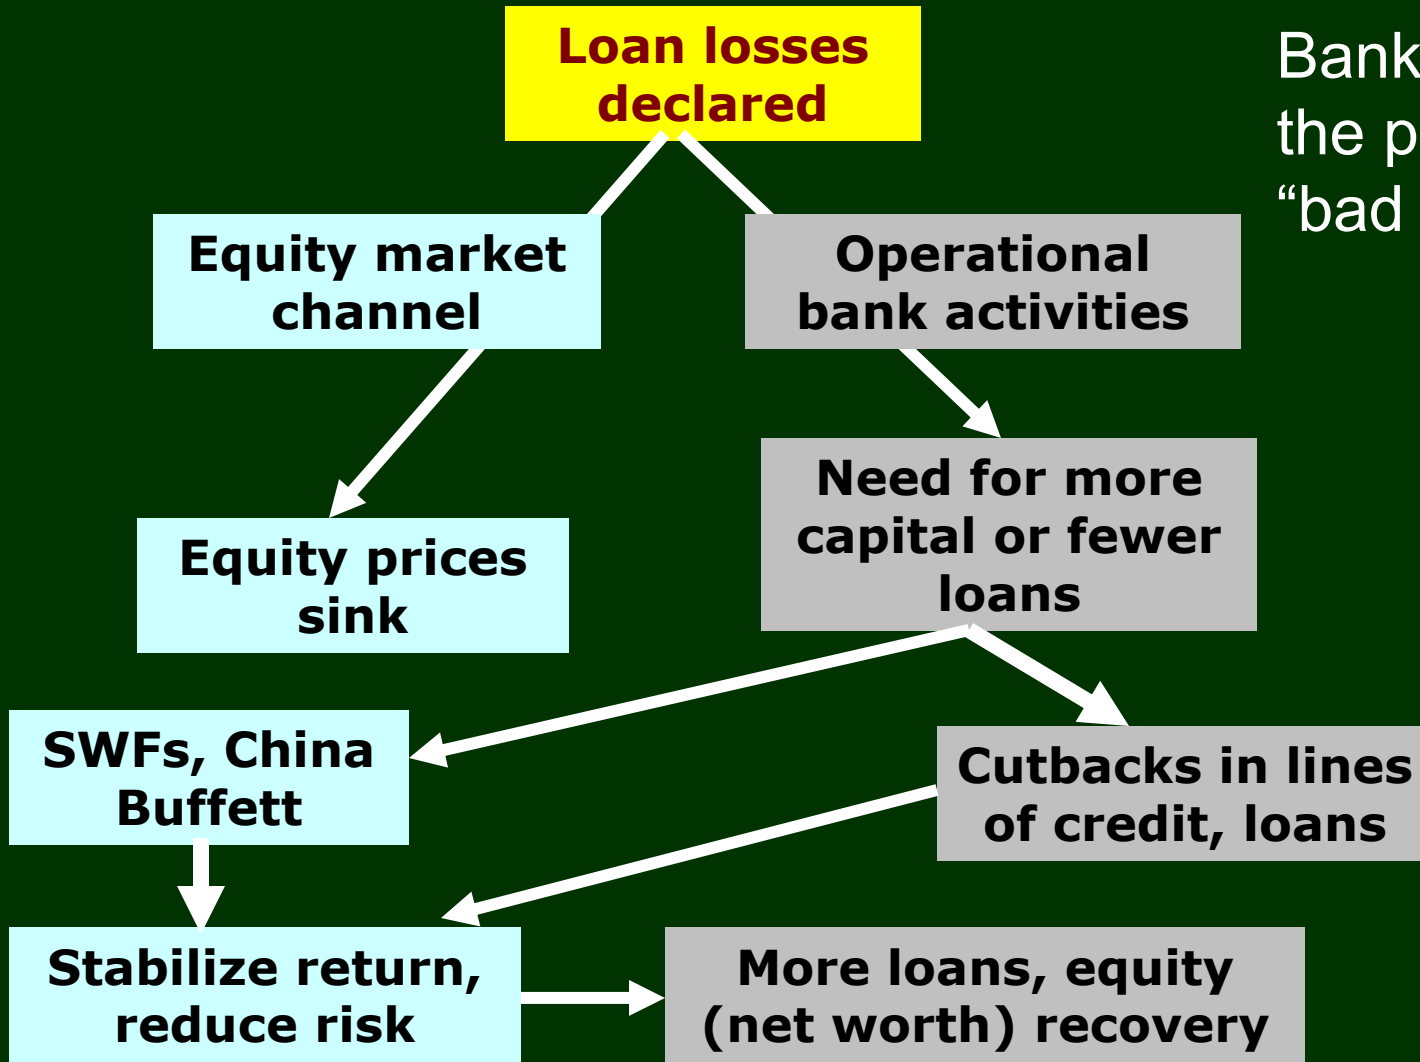 Loan losses
declared
Bank
the p
“bad
Equity market
channel
Operational
bank activities
Need for more
capital or fewer
loans
Equity prices
sink
SWFs, China
Buffett
Cutbacks in lines
of credit, loans
Stabilize return,
reduce risk
More loans, equity
(net worth) recovery